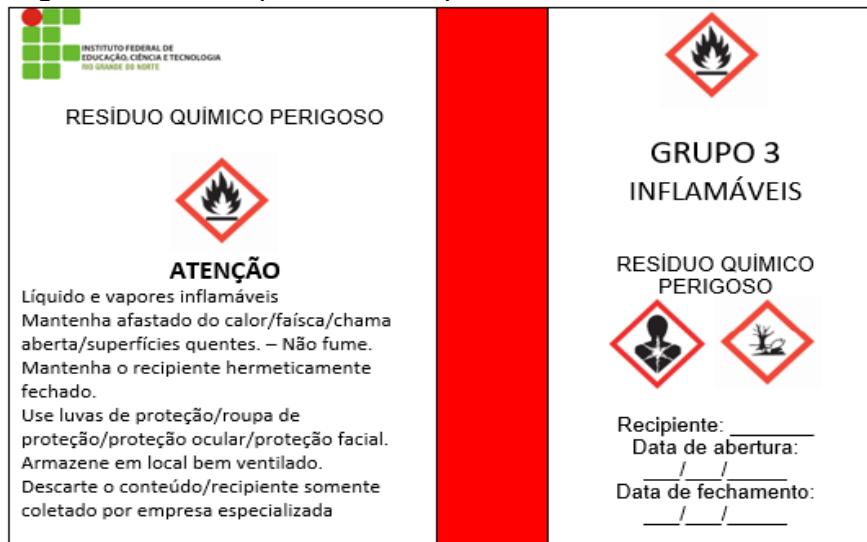 INSTITUTO FEDERAL DE
EDUCAÇÃO, CIÊNCIA E TECNOLOGIA
RIO GRANDE DO NORTE
RESÍDUO QUÍMICO PERIGOSO
ATENÇÃO
Líquido e vapores inflamáveis
Mantenha afastado do calor/faísca/chama
aberta/superfícies quentes. – Não fume.
Mantenha o recipiente hermeticamente
fechado.
Use luvas de proteção/roupa de
proteção/proteção ocular/proteção facial.
Armazene em local bem ventilado.
Descarte o conteúdo/recipiente somente
coletado por empresa especializada
GRUPO 3
INFLAMÁVEIS
RESÍDUO QUÍMICO
PERIGOSO
Recipiente: _______
Data de abertura:
___/___/_____
Data de fechamento:
___/___/_____